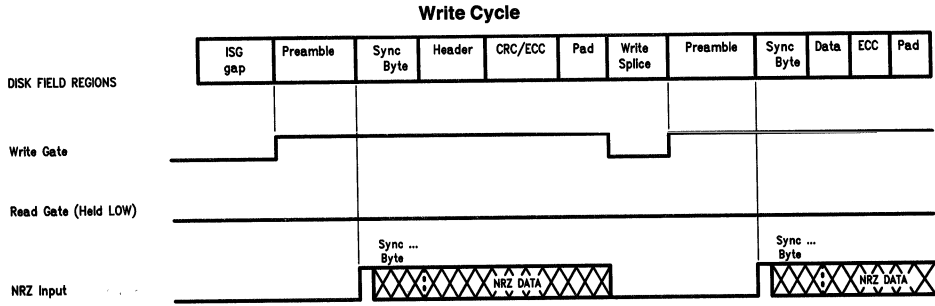 Write Cycle
ISG Preamble Sync Header CRC/ECC Pad Write Preamble Sync Data ECC Pad
gap Byte Splice Byte
DISK FIELD REGIONS
Write Gate
Read Gate (Held LOW)
Sync ... Sync ...
Byte Byte
NRZ Input NRZ DATA NRZ DATA